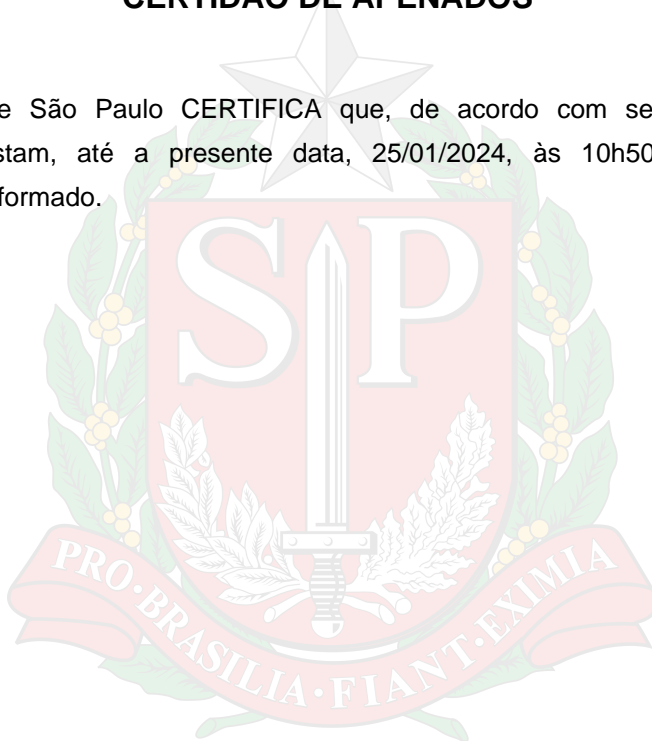 CERTIDÃO DE APENADOS
e São Paulo CERTIFICA que, de acordo com se
stam, até a presente data, 25/01/2024, às 10h50
formado.
SP
PRO·BRASILIA·FIANT·EXIMIA